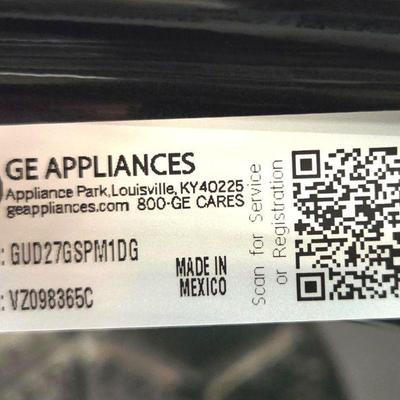 GE APPLIANCES
Appliance Park, Louisville, KY40225
geappliances.com 800-GE CARES
: GUD27GSPM1DG
: VZ098365C
MADE IN
MEXICO
Scan for Service
or Registration